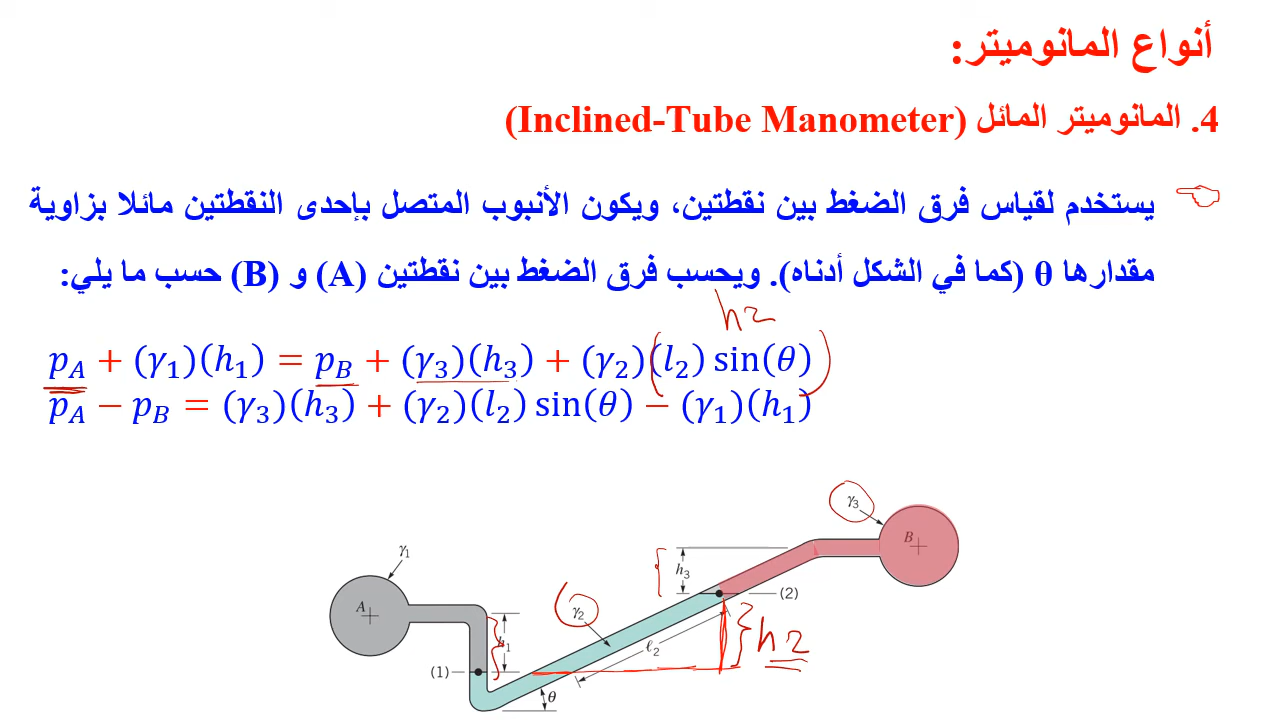 أنواع المانوميتر:
4. المانوميتر المائل (Inclined-Tube Manometer)
يستخدم لقياس فرق الضغط بين نقطتين، ويكون الأنبوب المتصل بإحدى النقطتين مائلا بزاوية
مقدارها θ (كما في الشكل أدناه). ويحسب فرق الضغط بين نقطتين (A) و (B) حسب ما يلي:
h2
p_A + (γ₁)(h₁) = p_B + (γ₃)(h₃) + (γ₂)(l₂) sin(θ)
p_A − p_B = (γ₃)(h₃) + (γ₂)(l₂) sin(θ) − (γ₁)(h₁)
γ₃
B
γ₁
h₃
(2)
A
γ₂
h₁
ℓ₂
h2
(1)
θ